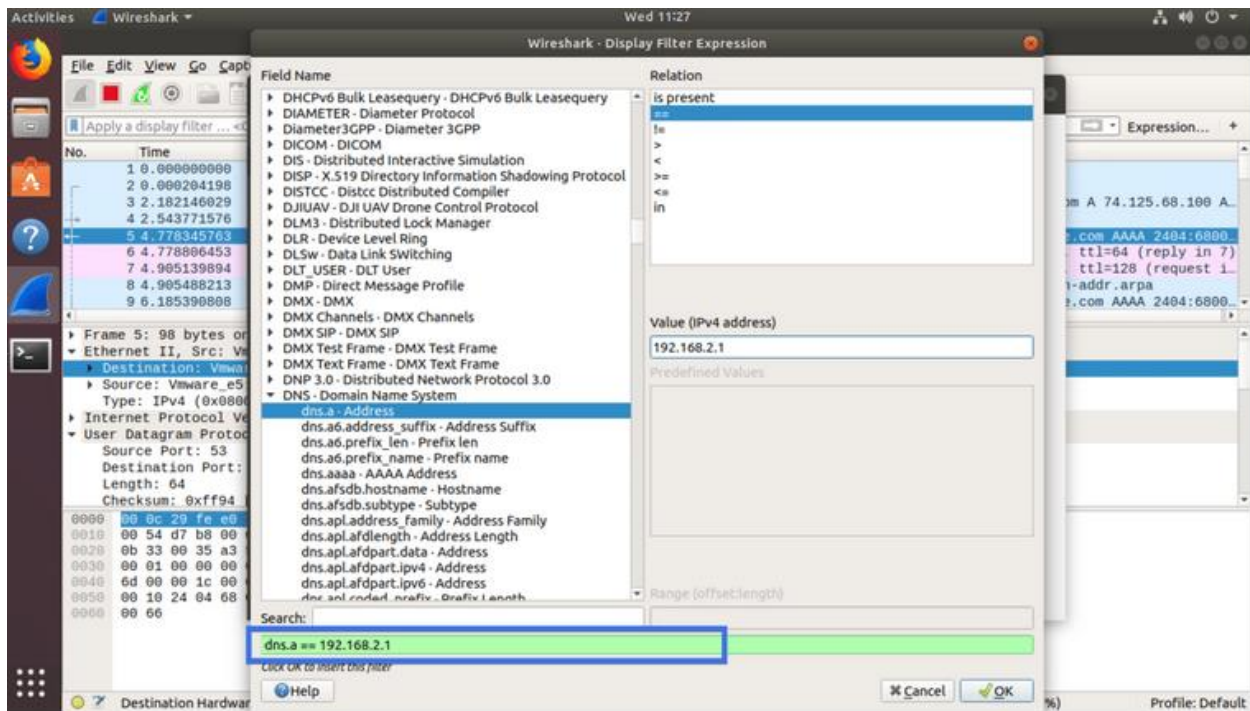 Activities Wireshark Wed 11:27
Wireshark · Display Filter Expression
File Edit View Go Capt
Apply a display filter ... <C
Expression... +
No. Time
1 0.000000000
2 0.000204198
3 2.182146029
4 2.543771576
5 4.778345763
6 4.778806453
7 4.905139894
8 4.905488213
9 6.185390808
om A 74.125.68.100 A…
e.com AAAA 2404:6800…
ttl=64 (reply in 7)
ttl=128 (request i…
n-addr.arpa
e.com AAAA 2404:6800…
Frame 5: 98 bytes on
Ethernet II, Src: Vm
Destination: Vmwa
Source: Vmware_e5
Type: IPv4 (0x080
Internet Protocol Ve
User Datagram Protoc
Source Port: 53
Destination Port:
Length: 64
Checksum: 0xff94
0000 00 0c 29 fe e0
0010 00 54 d7 b8 00
0020 0b 33 00 35 a3
0030 00 01 00 00 00
0040 6d 00 00 1c 00
0050 00 10 24 04 68
0060 00 66
Field Name
DHCPv6 Bulk Leasequery · DHCPv6 Bulk Leasequery
DIAMETER · Diameter Protocol
Diameter3GPP · Diameter 3GPP
DICOM · DICOM
DIS · Distributed Interactive Simulation
DISP · X.519 Directory Information Shadowing Protocol
DISTCC · Distcc Distributed Compiler
DJIUAV · DJI UAV Drone Control Protocol
DLM3 · Distributed Lock Manager
DLR · Device Level Ring
DLSw · Data Link SWitching
DLT_USER · DLT User
DMP · Direct Message Profile
DMX · DMX
DMX Channels · DMX Channels
DMX SIP · DMX SIP
DMX Test Frame · DMX Test Frame
DMX Text Frame · DMX Text Frame
DNP 3.0 · Distributed Network Protocol 3.0
DNS · Domain Name System
dns.a · Address
dns.a6.address_suffix · Address Suffix
dns.a6.prefix_len · Prefix len
dns.a6.prefix_name · Prefix name
dns.aaaa · AAAA Address
dns.afsdb.hostname · Hostname
dns.afsdb.subtype · Subtype
dns.apl.address_family · Address Family
dns.apl.afdlength · Address Length
dns.apl.afdpart.data · Address
dns.apl.afdpart.ipv4 · Address
dns.apl.afdpart.ipv6 · Address
dns.apl.coded_prefix · Prefix Length
Relation
is present
==
!=
>
<
>=
<=
in
Value (IPv4 address)
192.168.2.1
Predefined Values
Range (offset:length)
Search:
dns.a == 192.168.2.1
Click OK to insert this filter
Help
Cancel
OK
Destination Hardwar
%)
Profile: Default